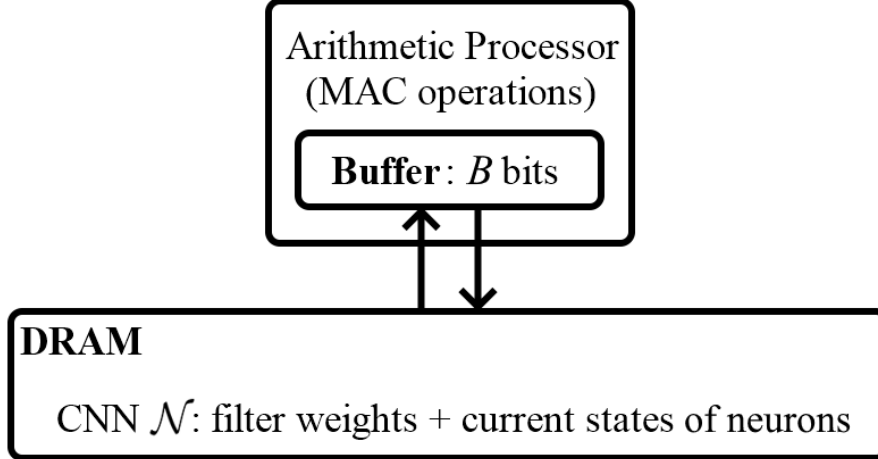 Arithmetic Processor
(MAC operations)
Buffer: B bits
DRAM
CNN 𝒩: filter weights + current states of neurons